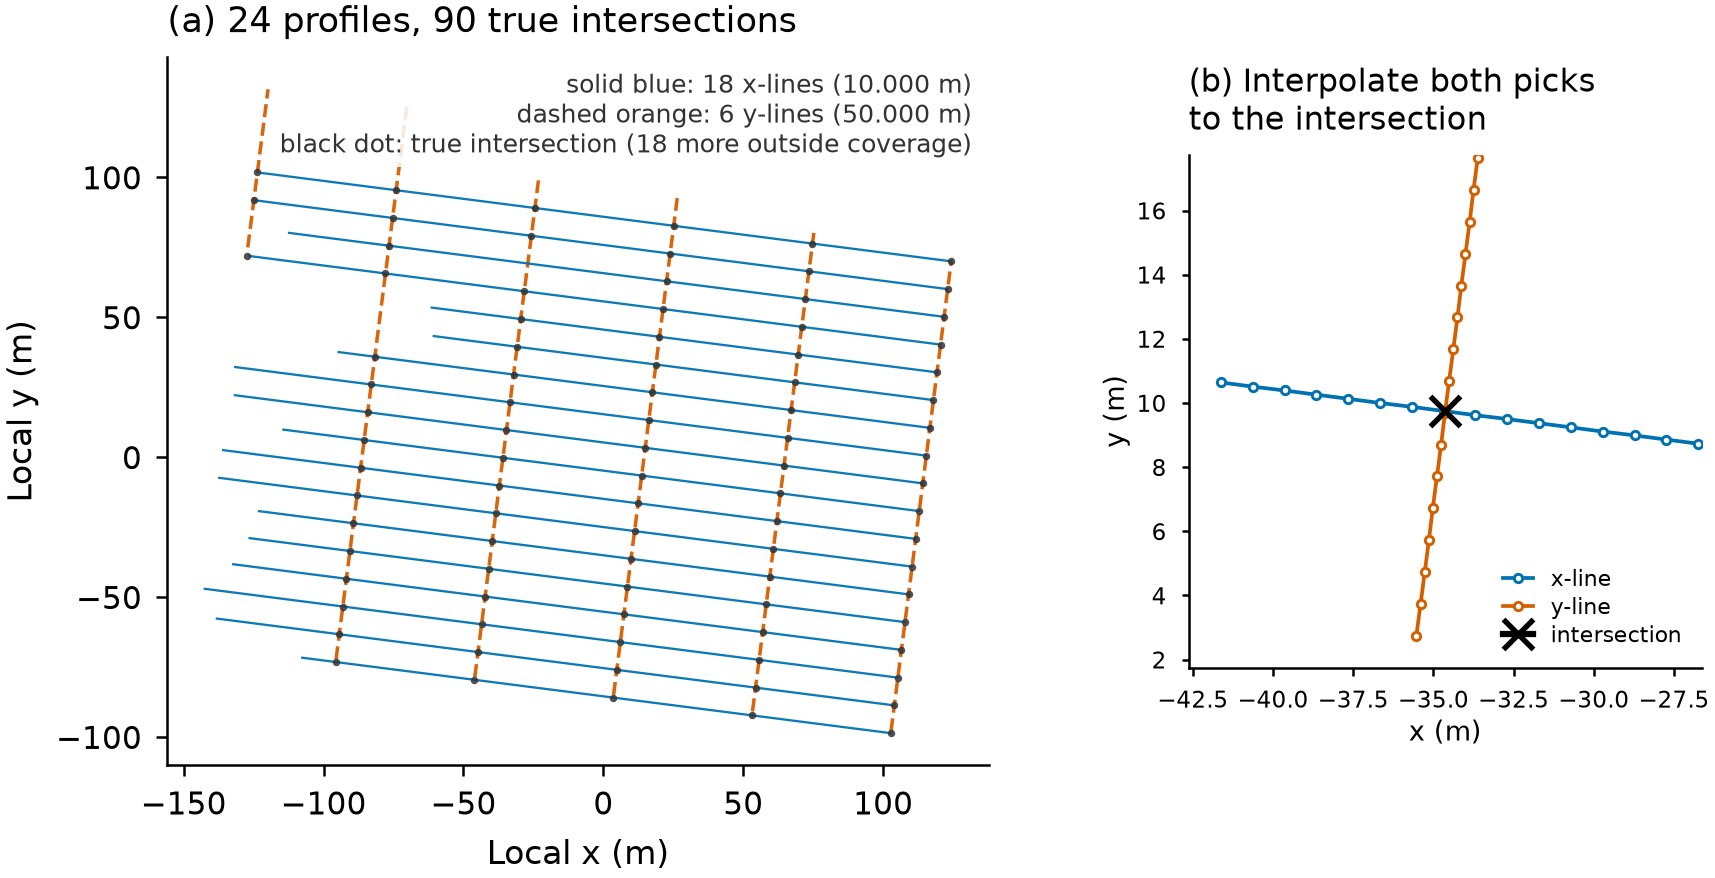 (a) 24 profiles, 90 true intersections
solid blue: 18 x-lines (10.000 m)
dashed orange: 6 y-lines (50.000 m)
black dot: true intersection (18 more outside coverage)
100
50
0
−50
−100
Local y (m)
−150 −100 −50 0 50 100
Local x (m)
(b) Interpolate both picks
to the intersection
16
14
12
10
8
6
4
2
y (m)
x-line
y-line
intersection
−42.5 −40.0 −37.5 −35.0 −32.5 −30.0 −27.5
x (m)